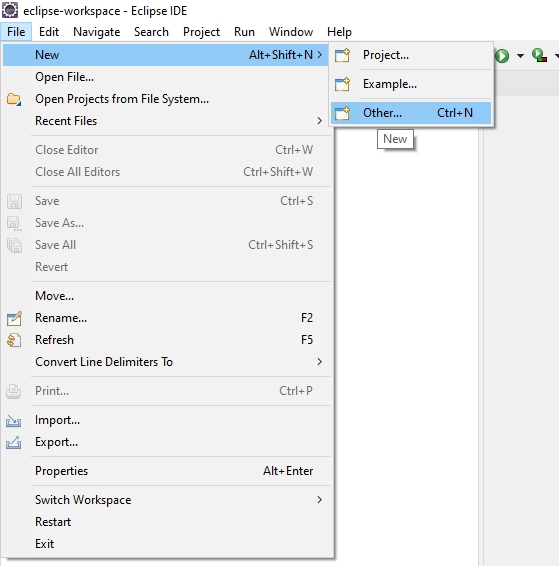 eclipse-workspace - Eclipse IDE
File Edit Navigate Search Project Run Window Help
New Alt+Shift+N
Project...
Open File...
Example...
Open Projects from File System...
Other... Ctrl+N
Recent Files
New
Close Editor Ctrl+W
Close All Editors Ctrl+Shift+W
Save Ctrl+S
Save As...
Save All Ctrl+Shift+S
Revert
Move...
Rename... F2
Refresh F5
Convert Line Delimiters To
Print... Ctrl+P
Import...
Export...
Properties Alt+Enter
Switch Workspace
Restart
Exit